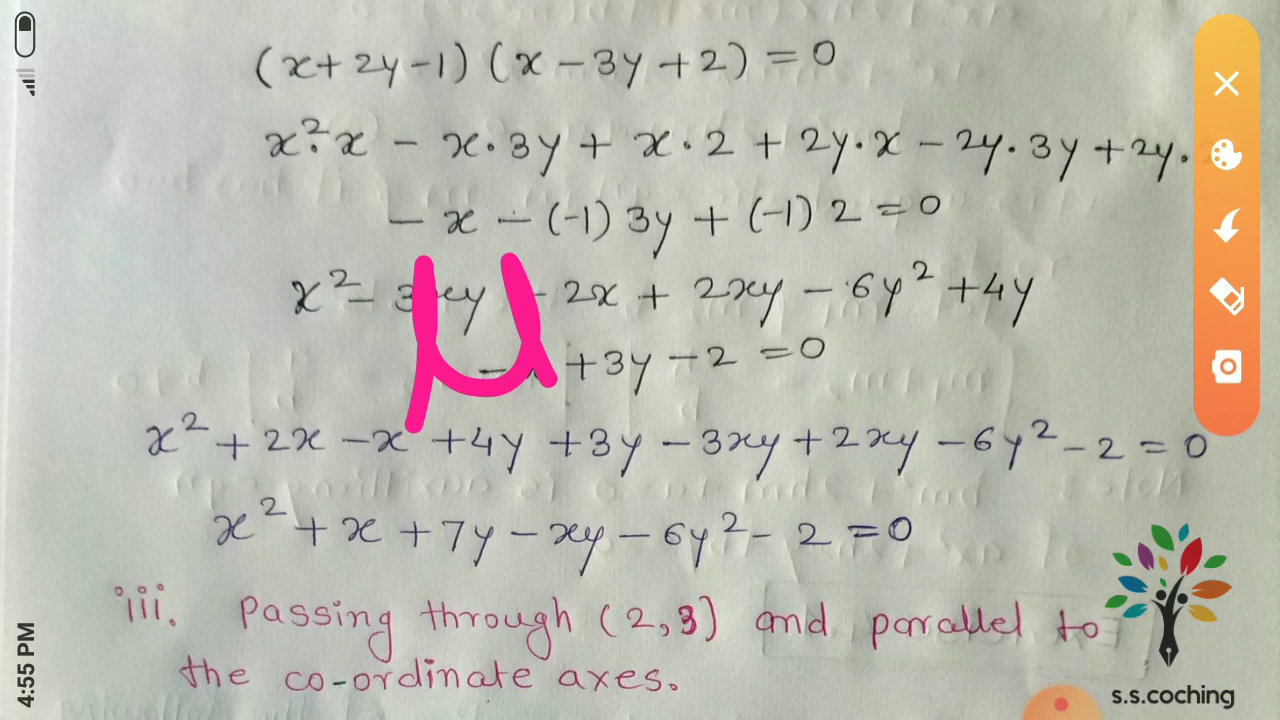 (x+2y-1)(x-3y+2)=0
x².x - x·3y + x·2 + 2y·x - 2y·3y + 2y·
- x - (-1) 3y + (-1) 2 = 0
x² - 3xy + 2x + 2xy - 6y² + 4y
- x + 3y - 2 = 0
μ
x² + 2x - x + 4y + 3y - 3xy + 2xy - 6y² - 2 = 0
x² + x + 7y - xy - 6y² - 2 = 0
iii. Passing through (2,3) and parallel to
the co-ordinate axes.
s.s.coching
4:55 PM